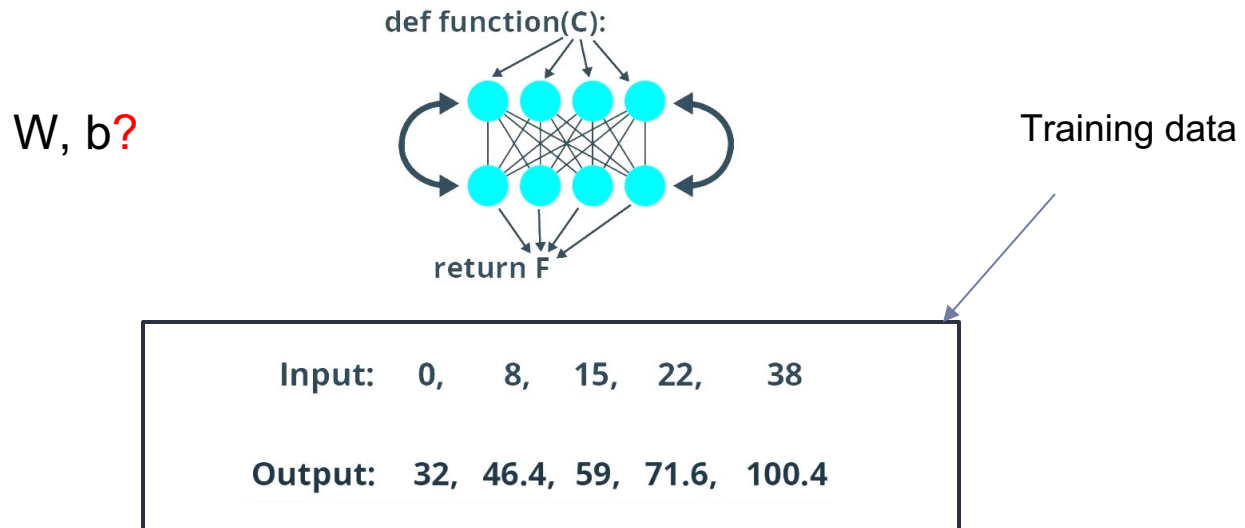 def function(C):
W, b?
Training data
return F
Input: 0, 8, 15, 22, 38
Output: 32, 46.4, 59, 71.6, 100.4